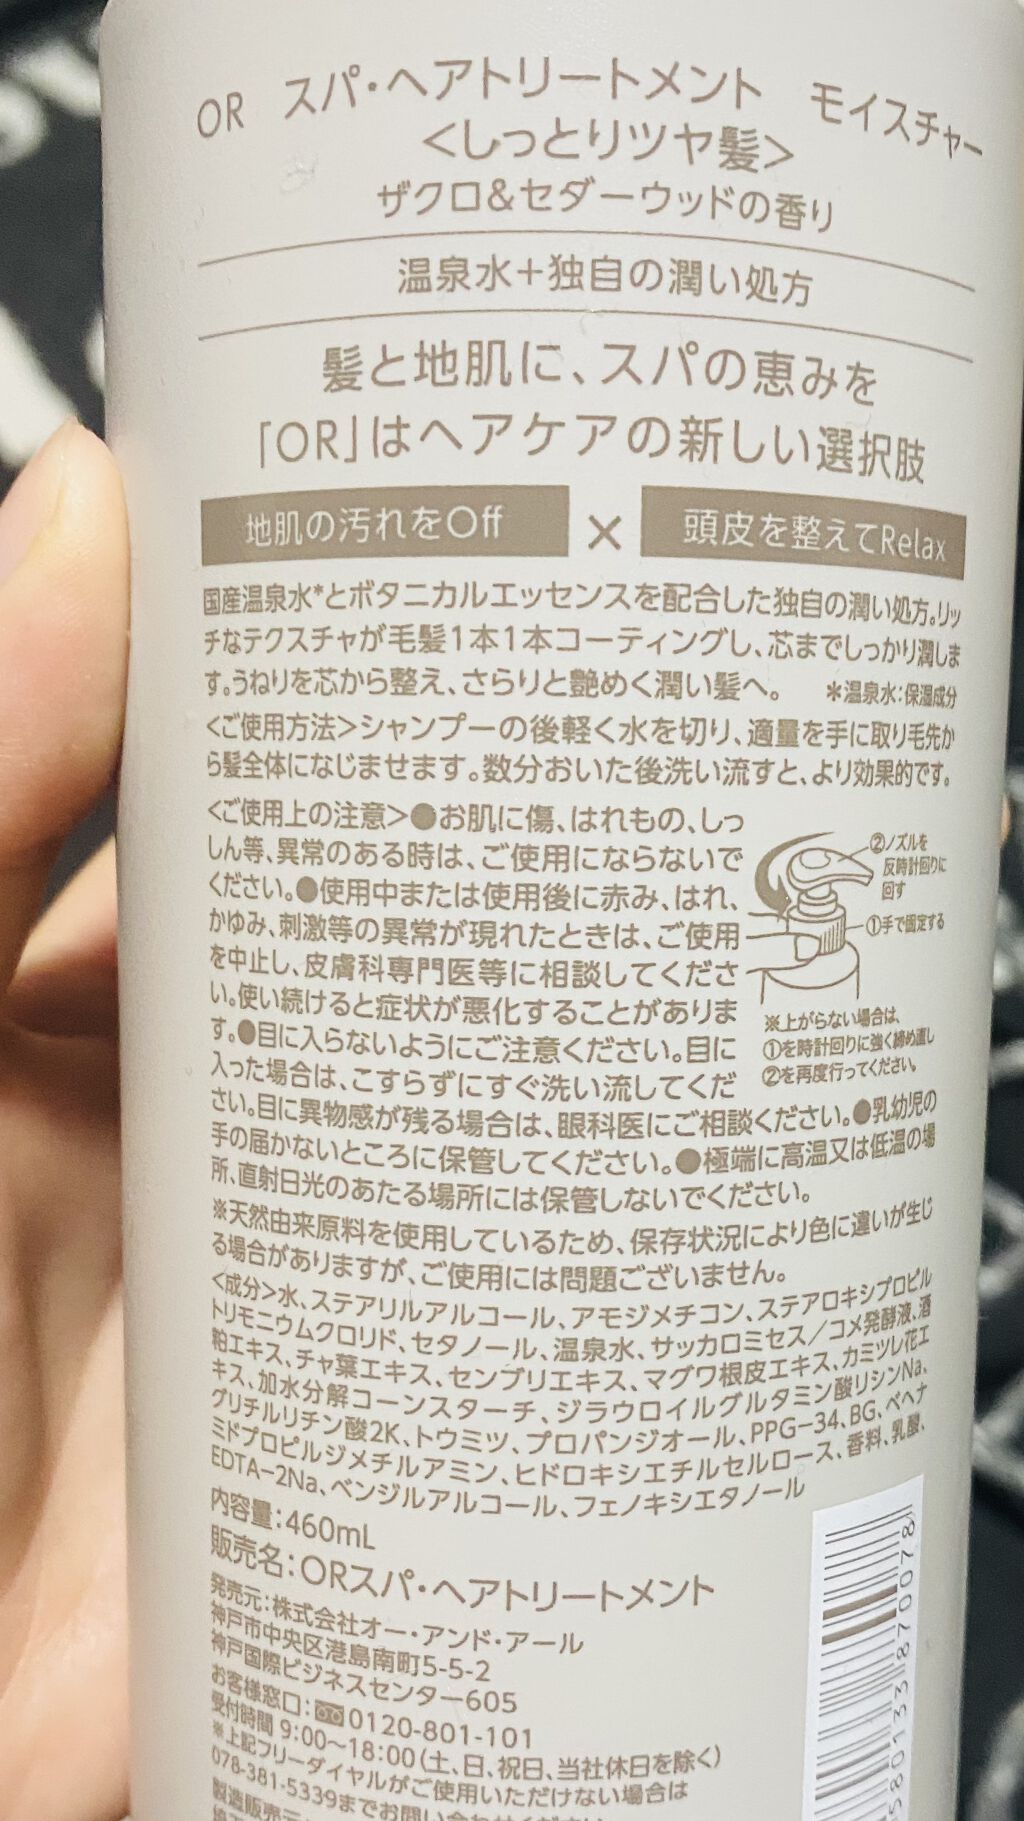 OR スパ・ヘアトリートメント モイスチャー
<しっとりツヤ髪>
ザクロ&セダーウッドの香り
温泉水+独自の潤い処方
髪と地肌に、スパの恵みを
「OR」はヘアケアの新しい選択肢
地肌の汚れをOff × 頭皮を整えてRelax
国産温泉水*とボタニカルエッセンスを配合した独自の潤い処方。リッ
チなテクスチャが毛髪1本1本コーティングし、芯までしっかり潤しま
す。うねりを芯から整え、さらりと艶めく潤い髪へ。 *温泉水:保湿成分
<ご使用方法>シャンプーの後軽く水を切り、適量を手に取り毛先か
ら髪全体になじませます。数分おいた後洗い流すと、より効果的です。
<ご使用上の注意>●お肌に傷、はれもの、しっ
しん等、異常のある時は、ご使用にならないで
ください。●使用中または使用後に赤み、はれ、
かゆみ、刺激等の異常が現れたときは、ご使用
を中止し、皮膚科専門医等に相談してくださ
い。使い続けると症状が悪化することがありま
す。●目に入らないようにご注意ください。目に
入った場合は、こすらずにすぐ洗い流してくだ
さい。目に異物感が残る場合は、眼科医にご相談ください。●乳幼児の
手の届かないところに保管してください。●極端に高温又は低温の場
所、直射日光のあたる場所には保管しないでください。
②ノズルを
反時計回りに
回す
①手で固定する
※上がらない場合は、
①を時計回りに強く締め直し
②を再度行ってください。
※天然由来原料を使用しているため、保存状況により色に違いが生じ
る場合がありますが、ご使用には問題ございません。
<成分>水、ステアリルアルコール、アモジメチコン、ステアロキシプロピル
トリモニウムクロリド、セタノール、温泉水、サッカロミセス/コメ発酵液、酒
粕エキス、チャ葉エキス、センブリエキス、マグワ根皮エキス、カミツレ花エ
キス、加水分解コーンスターチ、ジラウロイルグルタミン酸リシンNa、
グリチルリチン酸2K、トウミツ、プロパンジオール、PPG-34、BG、ベヘナ
ミドプロピルジメチルアミン、ヒドロキシエチルセルロース、香料、乳酸、
EDTA-2Na、ベンジルアルコール、フェノキシエタノール
内容量:460mL
販売名:ORスパ・ヘアトリートメント
発売元:株式会社オー・アンド・アール
神戸市中央区港島南町5-5-2
神戸国際ビジネスセンター605
お客様窓口:0120-801-101
受付時間 9:00〜18:00(土、日、祝日、当社休日を除く)
※上記フリーダイヤルがご使用いただけない場合は
078-381-5339までお問い合わせください。
製造販売元
580133870078